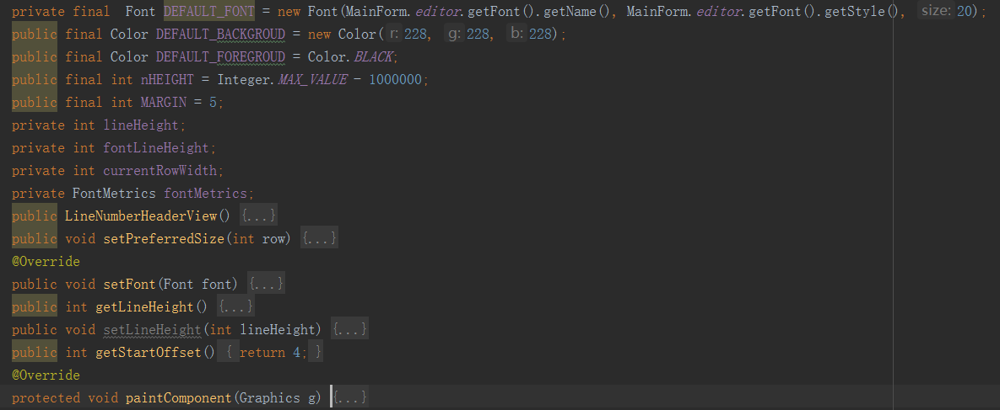 private final  Font DEFAULT_FONT = new Font(MainForm.editor.getFont().getName(), MainForm.editor.getFont().getStyle(), size: 20);
public final Color DEFAULT_BACKGROUD = new Color( r: 228,  g: 228,  b: 228);
public final Color DEFAULT_FOREGROUD = Color.BLACK;
public final int nHEIGHT = Integer.MAX_VALUE - 1000000;
public final int MARGIN = 5;
private int lineHeight;
private int fontLineHeight;
private int currentRowWidth;
private FontMetrics fontMetrics;
public LineNumberHeaderView() {...}
public void setPreferredSize(int row) {...}
@Override
public void setFont(Font font) {...}
public int getLineHeight() {...}
public void setLineHeight(int lineHeight) {...}
public int getStartOffset() { return 4; }
@Override
protected void paintComponent(Graphics g) {...}